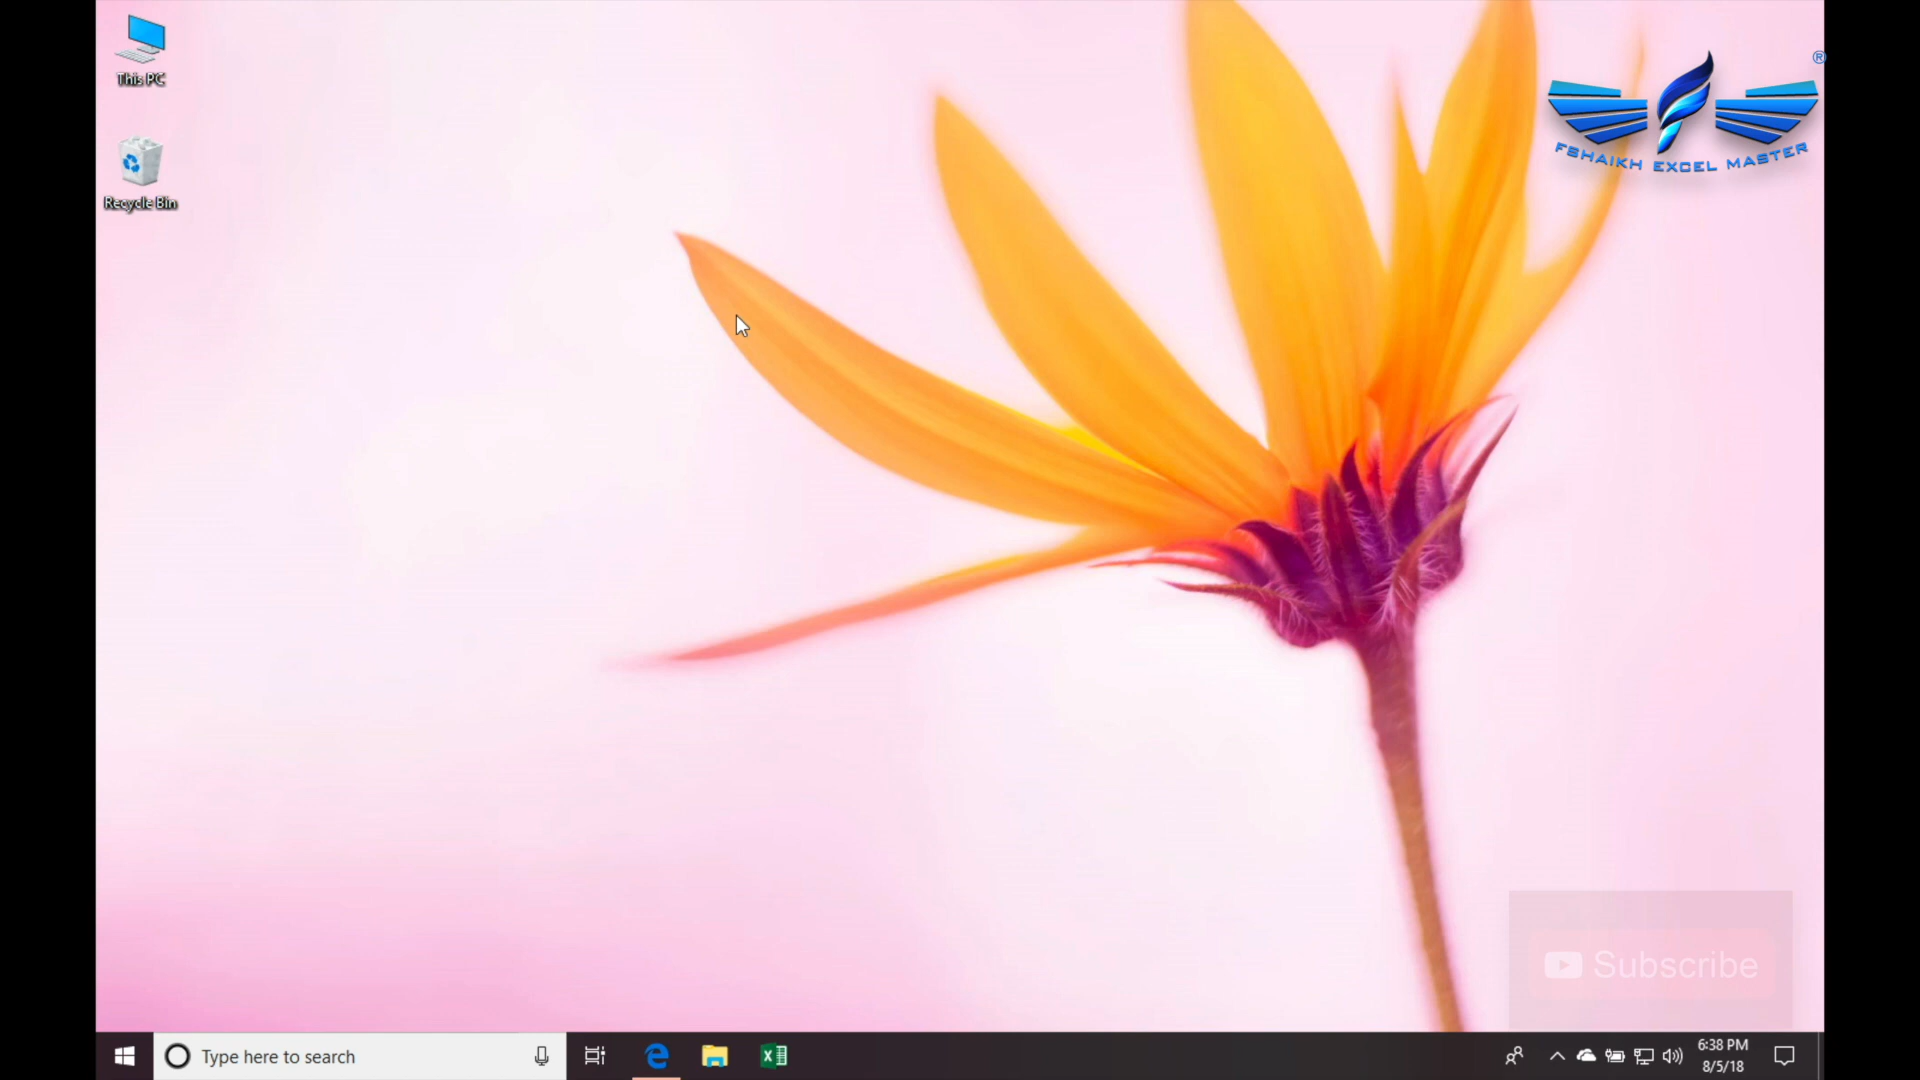 This PC
Recycle Bin
®
FSHAIKH EXCEL MASTER
Subscribe
Type here to search
6:38 PM
8/5/18